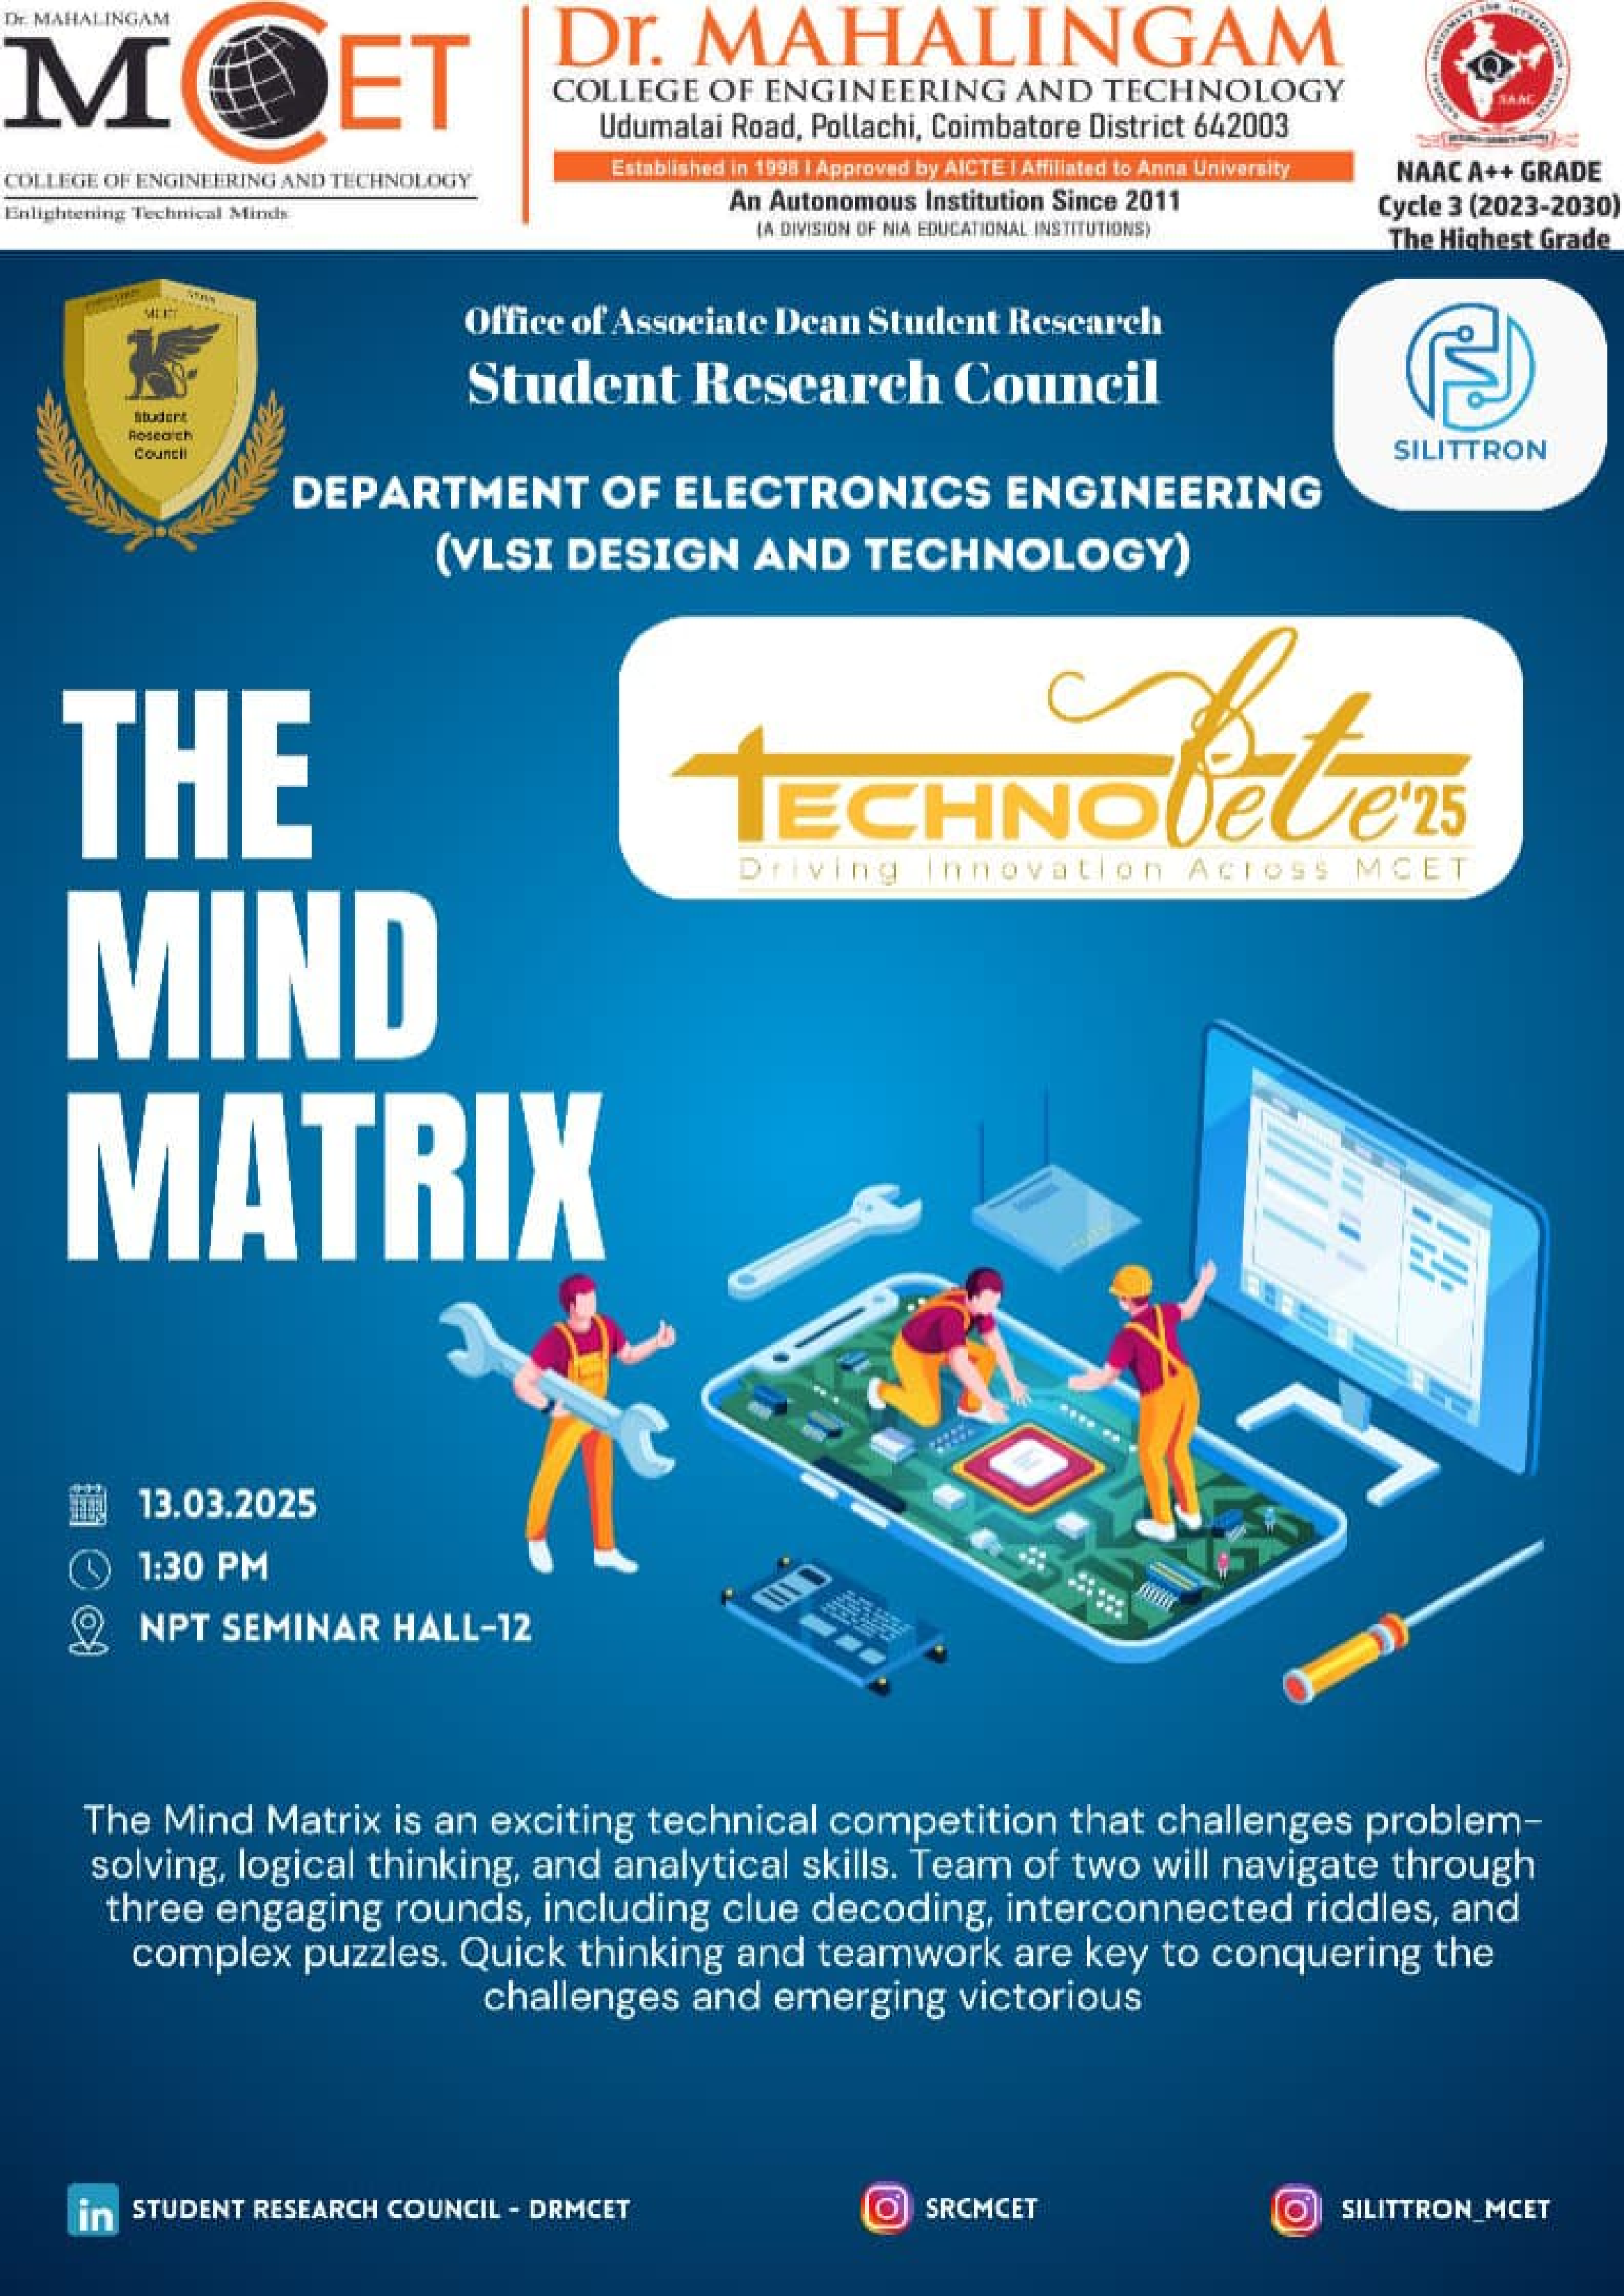 Dr. MAHALINGAM
MCET
COLLEGE OF ENGINEERING AND TECHNOLOGY
Enlightening Technical Minds
Dr. MAHALINGAM
COLLEGE OF ENGINEERING AND TECHNOLOGY
Udumalai Road, Pollachi, Coimbatore District 642003
Established in 1998 I Approved by AICTE I Affiliated to Anna University
An Autonomous Institution Since 2011
(A DIVISION OF NIA EDUCATIONAL INSTITUTIONS)
NAAC
NAAC A++ GRADE
Cycle 3 (2023-2030)
The Highest Grade
MCET
Student
Research
Council
Office of Associate Dean Student Research
Student Research Council
SILITTRON
DEPARTMENT OF ELECTRONICS ENGINEERING
(VLSI DESIGN AND TECHNOLOGY)
TECHNOfete'25
Driving Innovation Across MCET
THE
MIND
MATRIX
13.03.2025
1:30 PM
NPT SEMINAR HALL-12
The Mind Matrix is an exciting technical competition that challenges problem-
solving, logical thinking, and analytical skills. Team of two will navigate through
three engaging rounds, including clue decoding, interconnected riddles, and
complex puzzles. Quick thinking and teamwork are key to conquering the
challenges and emerging victorious
in STUDENT RESEARCH COUNCIL - DRMCET
SRCMCET
SILITTRON_MCET